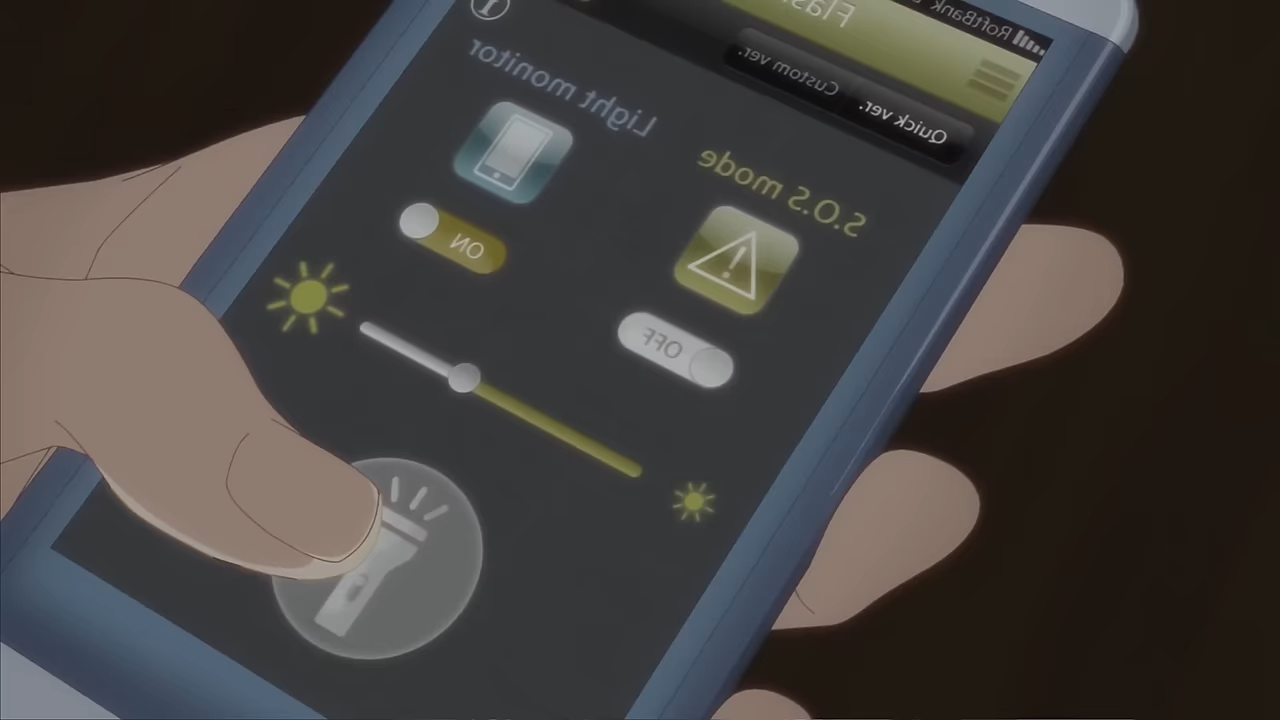 RoftBank
Flas
Quick ver. Custom ver.
S.O.S mode
Light monitor
OFF
ON